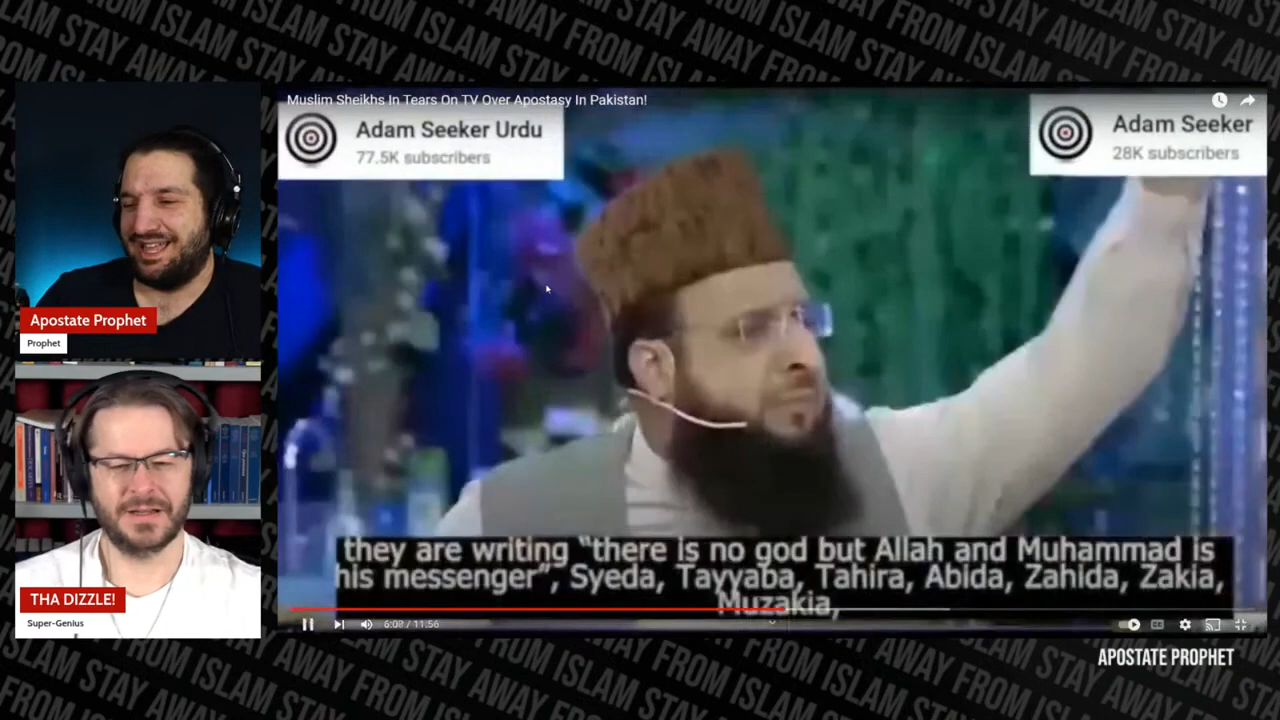 Muslim Sheikhs In Tears On TV Over Apostasy In Pakistan!
Adam Seeker Urdu
77.5K subscribers
Adam Seeker
28K subscribers
Apostate Prophet
Prophet
THA DIZZLE!
Super-Genius
they are writing “there is no god but Allah and Muhammad is
his messenger”, Syeda, Tayyaba, Tahira, Abida, Zahida, Zakia,
Muzakia,
6:02 / 11:56
APOSTATE PROPHET
STAY AWAY FROM ISLAM